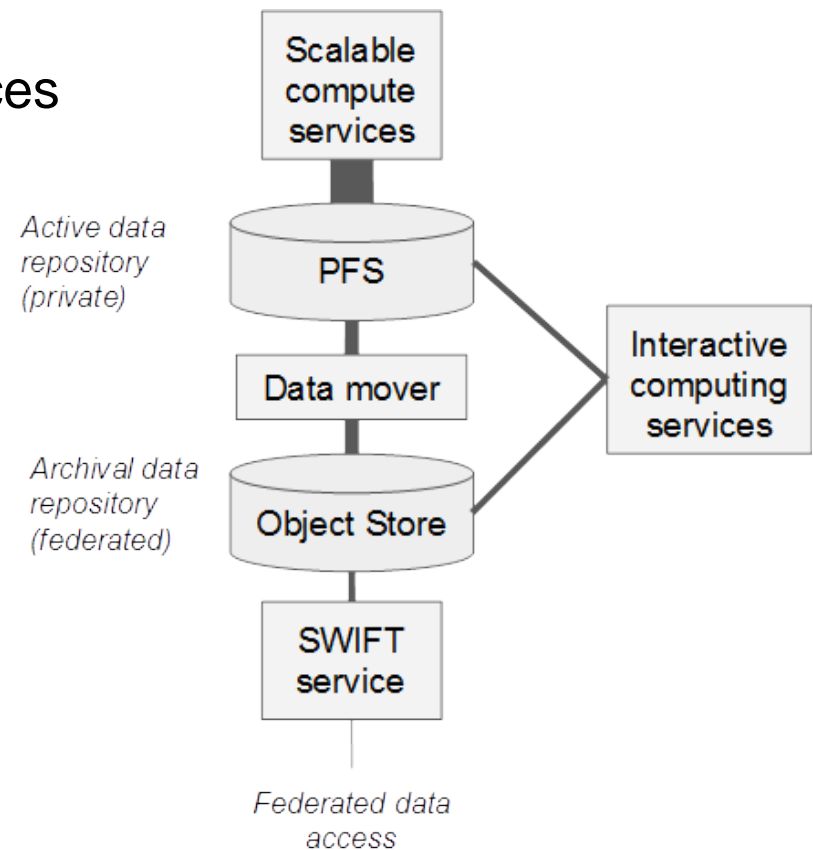 ces
Scalable
compute
services
Active data
repository
(private)
PFS
Interactive
computing
services
Data mover
Archival data
repository
(federated)
Object Store
SWIFT
service
Federated data
access